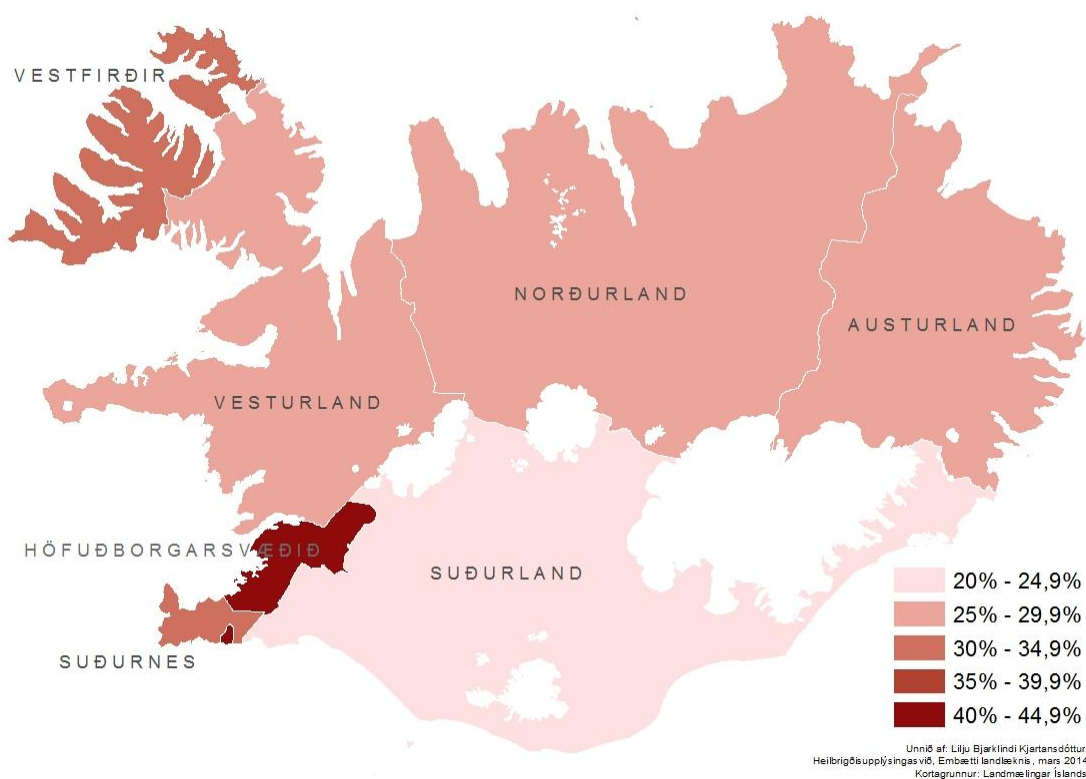 VESTFIRÐIR
NORÐURLAND
AUSTURLAND
VESTURLAND
HÖFUÐBORGARSVÆÐIÐ
SUÐURLAND
SUÐURNES
20% - 24,9%
25% - 29,9%
30% - 34,9%
35% - 39,9%
40% - 44,9%
Unnið af: Lilju Bjarklindi Kjartansdóttur
Heilbrigðisupplýsingasvið, Embætti landlæknis, mars 2014
Kortagrunnur: Landmælingar Íslands